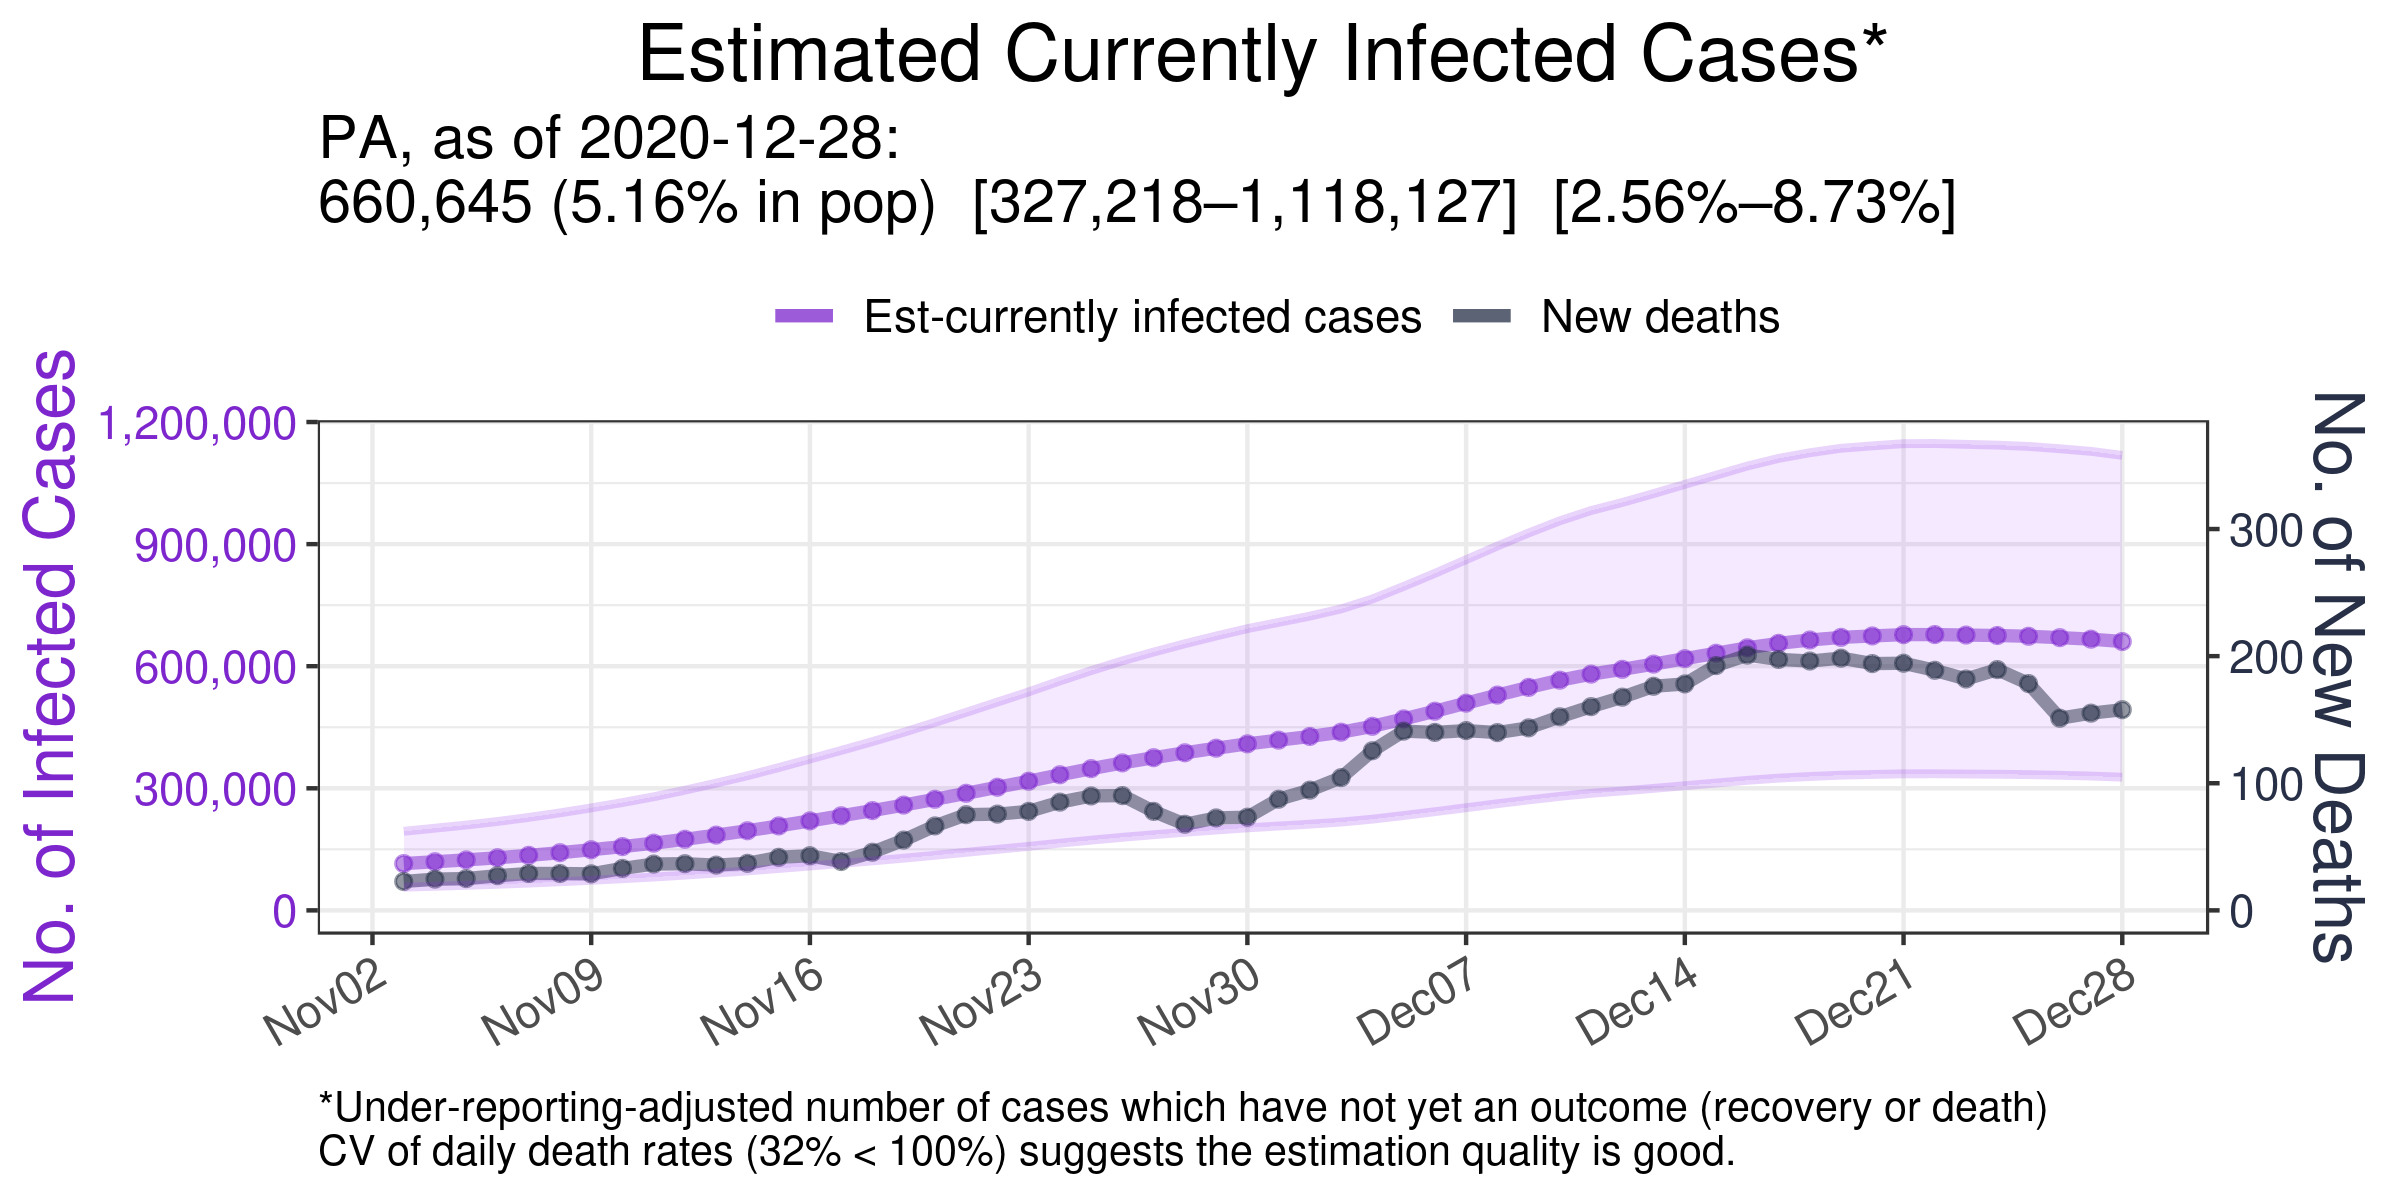 Estimated Currently Infected Cases*
PA, as of 2020-12-28:
660,645 (5.16% in pop) [327,218–1,118,127] [2.56%–8.73%]
Est-currently infected cases
New deaths
No. of Infected Cases
1,200,000
900,000
600,000
300,000
0
300
200
100
0
No. of New Deaths
Nov02
Nov09
Nov16
Nov23
Nov30
Dec07
Dec14
Dec21
Dec28
*Under-reporting-adjusted number of cases which have not yet an outcome (recovery or death)
CV of daily death rates (32% < 100%) suggests the estimation quality is good.